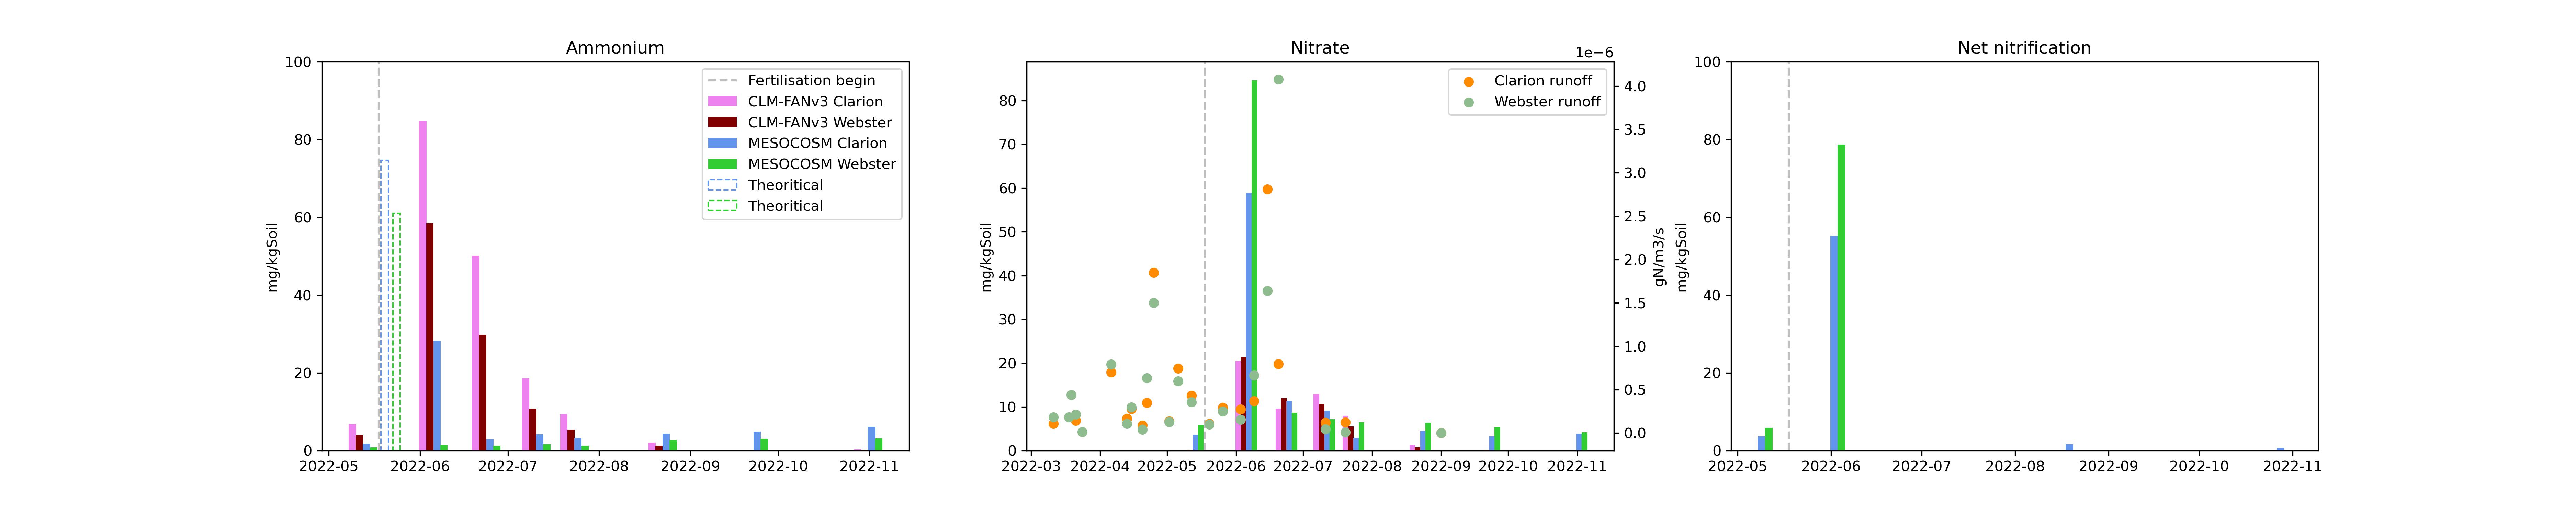 Ammonium
mg/kgSoil
100
80
60
40
20
0
2022-05 2022-06 2022-07 2022-08 2022-09 2022-10 2022-11
Fertilisation begin
CLM-FANv3 Clarion
CLM-FANv3 Webster
MESOCOSM Clarion
MESOCOSM Webster
Theoritical
Theoritical
Nitrate
1e−6
mg/kgSoil
80
70
60
50
40
30
20
10
0
2022-03 2022-04 2022-05 2022-06 2022-07 2022-08 2022-09 2022-10 2022-11
Clarion runoff
Webster runoff
4.0
3.5
3.0
2.5
2.0
1.5
1.0
0.5
0.0
gN/m3/s
Net nitrification
mg/kgSoil
100
80
60
40
20
0
2022-05 2022-06 2022-07 2022-08 2022-09 2022-10 2022-11